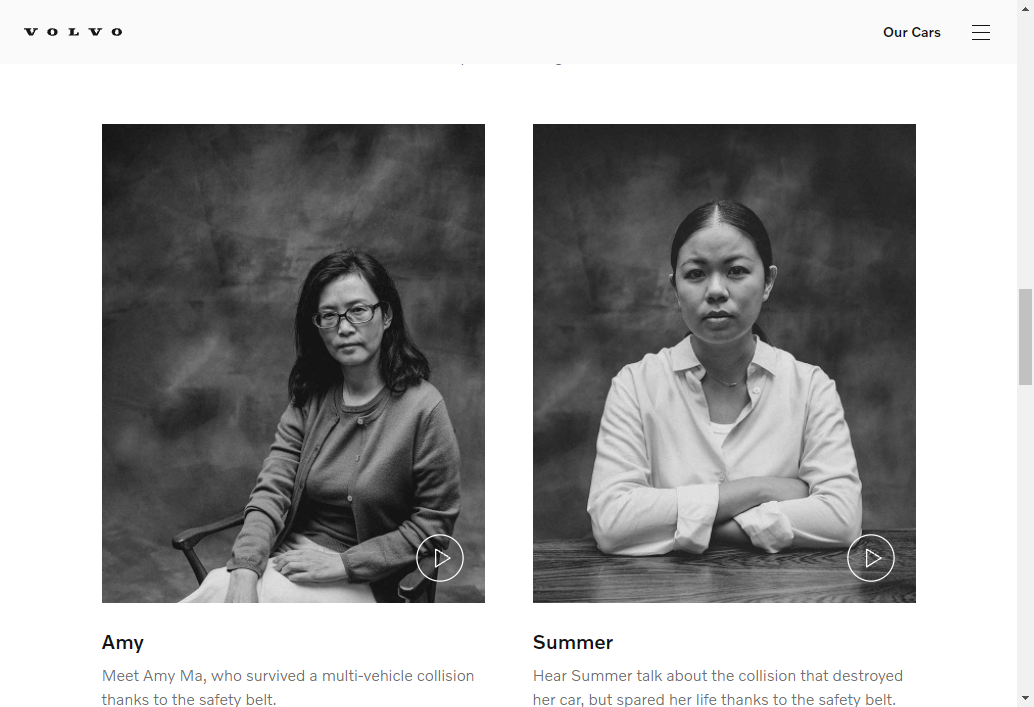 VOLVO
Our Cars
Amy
Meet Amy Ma, who survived a multi-vehicle collision
thanks to the safety belt.
Summer
Hear Summer talk about the collision that destroyed
her car, but spared her life thanks to the safety belt.